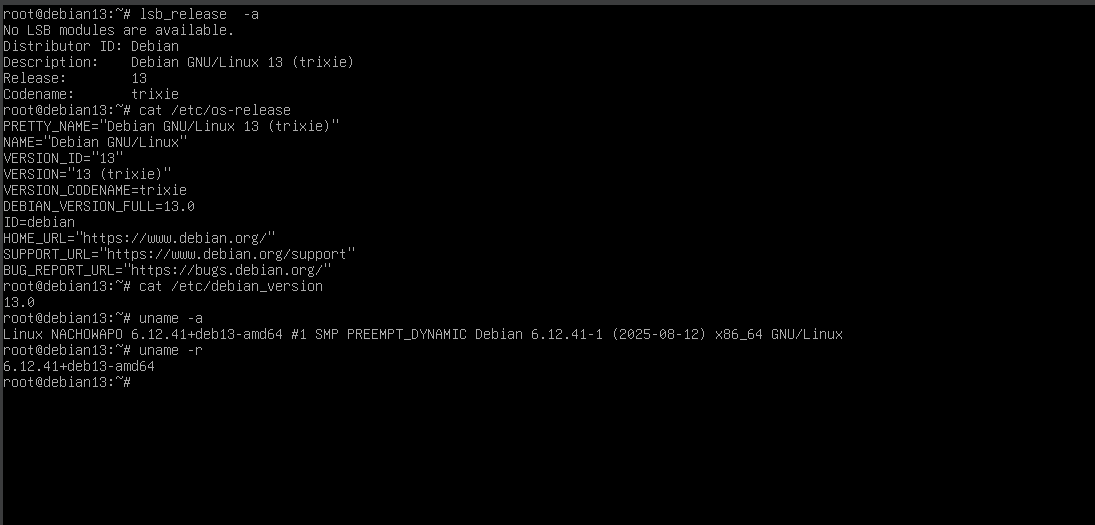 root@debian13:~# lsb_release  -a
No LSB modules are available.
Distributor ID: Debian
Description:    Debian GNU/Linux 13 (trixie)
Release:        13
Codename:       trixie
root@debian13:~# cat /etc/os-release
PRETTY_NAME="Debian GNU/Linux 13 (trixie)"
NAME="Debian GNU/Linux"
VERSION_ID="13"
VERSION="13 (trixie)"
VERSION_CODENAME=trixie
DEBIAN_VERSION_FULL=13.0
ID=debian
HOME_URL="https://www.debian.org/"
SUPPORT_URL="https://www.debian.org/support"
BUG_REPORT_URL="https://bugs.debian.org/"
root@debian13:~# cat /etc/debian_version
13.0
root@debian13:~# uname -a
Linux NACHOWAPO 6.12.41+deb13-amd64 #1 SMP PREEMPT_DYNAMIC Debian 6.12.41-1 (2025-08-12) x86_64 GNU/Linux
root@debian13:~# uname -r
6.12.41+deb13-amd64
root@debian13:~#